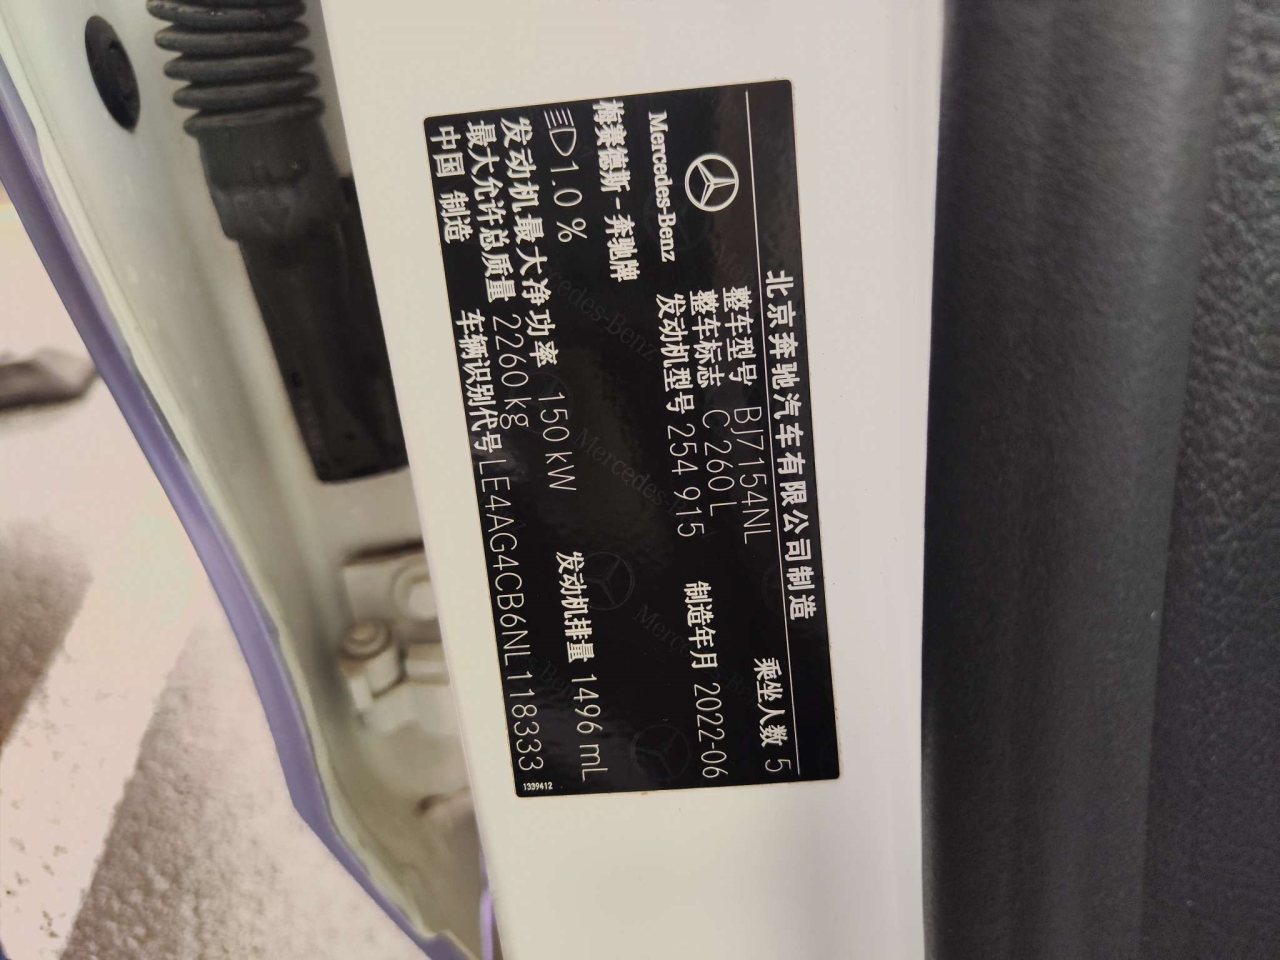 北京奔驰汽车有限公司制造
Mercedes-Benz
梅赛德斯-奔驰牌
整车型号 BJ7154NL
乘坐人数 5
整车标志 C 260 L
发动机型号 254 915
制造年月 2022-06
1.0 %
发动机最大净功率 150 kW
发动机排量 1496 mL
最大允许总质量 2260 kg
中国 制造
车辆识别代号 LE4AG4CB6NL118333
1339412